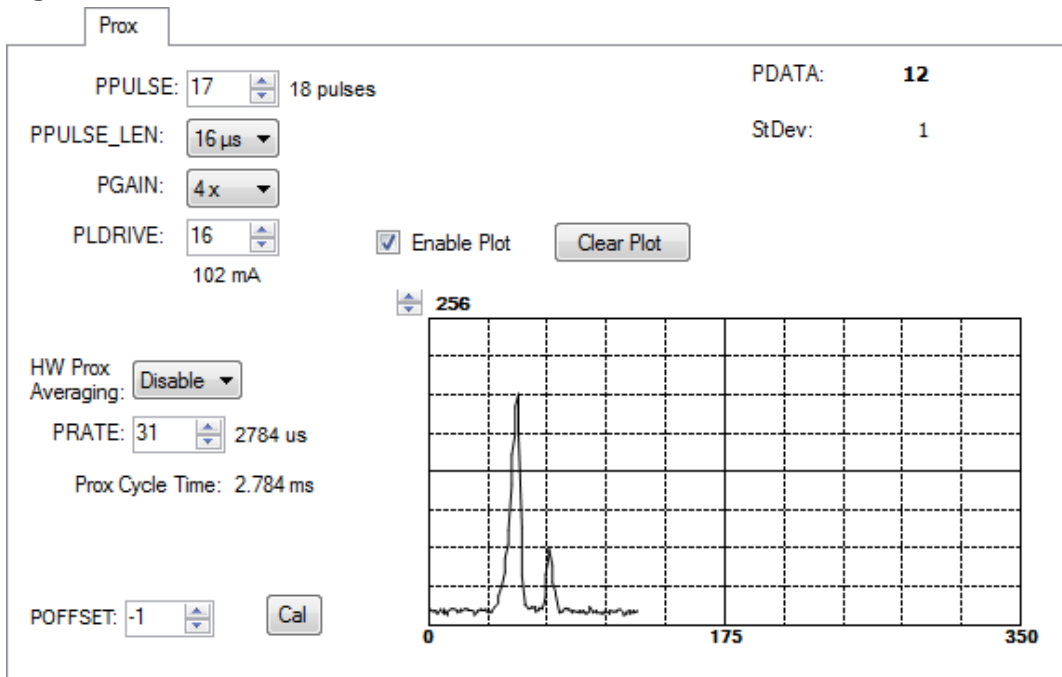 Prox
PPULSE: 17 18 pulses
PDATA: 12
PPULSE_LEN: 16 µs
StDev: 1
PGAIN: 4x
PLDRIVE: 16
102 mA
Enable Plot Clear Plot
256
HW Prox
Averaging: Disable
PRATE: 31 2784 us
Prox Cycle Time: 2.784 ms
POFFSET: -1 Cal
0 175 350